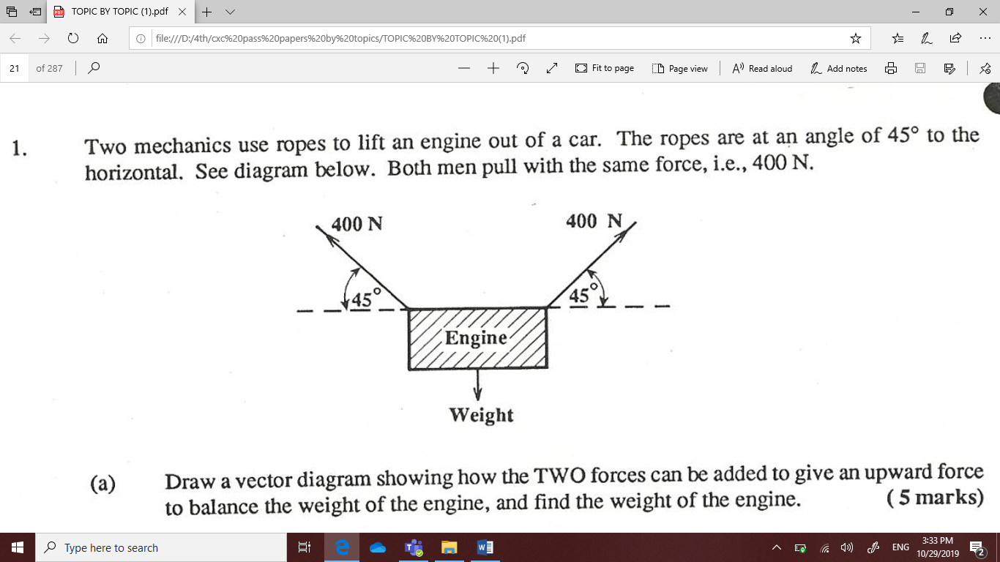 TOPIC BY TOPIC (1).pdf
file:///D:/4th/cxc%20pass%20papers%20by%20topics/TOPIC%20BY%20TOPIC%20(1).pdf
21 of 287 Fit to page Page view Read aloud Add notes
1. Two mechanics use ropes to lift an engine out of a car. The ropes are at an angle of 45° to the
horizontal. See diagram below. Both men pull with the same force, i.e., 400 N.
400 N 400 N
45° 45°
Engine
Weight
(a) Draw a vector diagram showing how the TWO forces can be added to give an upward force
to balance the weight of the engine, and find the weight of the engine. (5 marks)
Type here to search ENG 3:33 PM
10/29/2019 2